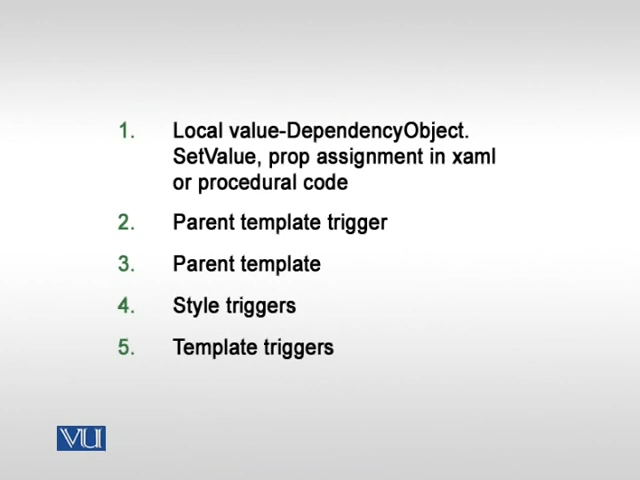 1. Local value-DependencyObject.
SetValue, prop assignment in xaml
or procedural code
2. Parent template trigger
3. Parent template
4. Style triggers
5. Template triggers
VU